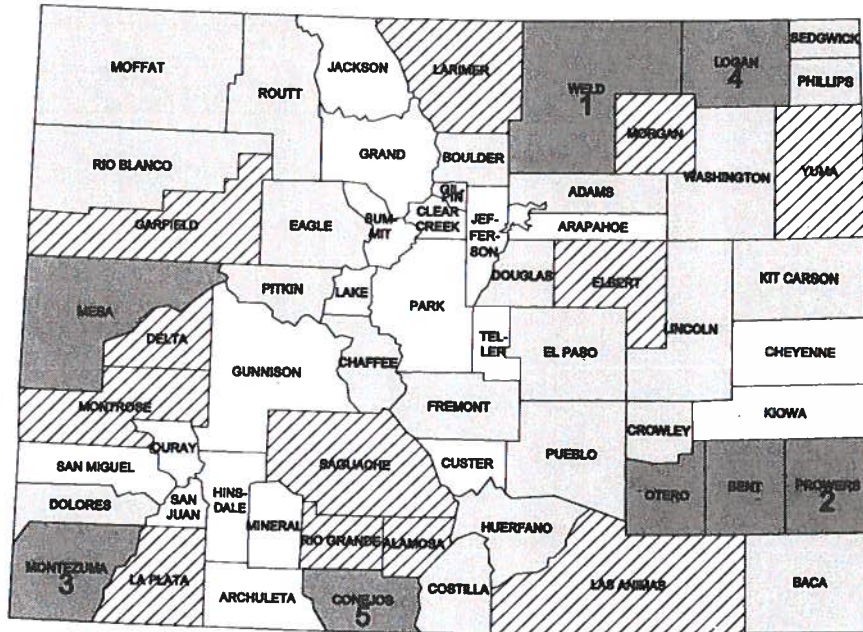 SEDGWICK
MOFFAT
ROUTT
JACKSON
LARIMER
WELD
1
LOGAN
4
PHILLIPS
MORGAN
RIO BLANCO
GRAND
BOULDER
WASHINGTON
YUMA
GIL-
PIN
CLEAR
CREEK
ADAMS
GARFIELD
EAGLE
SUM-
MIT
JEF-
FER-
SON
ARAPAHOE
DOUGLAS
ELBERT
KIT CARSON
PITKIN
LAKE
PARK
MESA
LINCOLN
DELTA
TEL-
LER
EL PASO
CHEYENNE
GUNNISON
CHAFFEE
MONTROSE
FREMONT
KIOWA
CROWLEY
OURAY
SAGUACHE
PUEBLO
SAN MIGUEL
CUSTER
OTERO
BENT
PROWERS
2
DOLORES
SAN
JUAN
HINS-
DALE
MINERAL
RIO GRANDE
ALAMOSA
HUERFANO
MONTEZUMA
3
LA PLATA
ARCHULETA
CONEJOS
5
COSTILLA
LAS ANIMAS
BACA